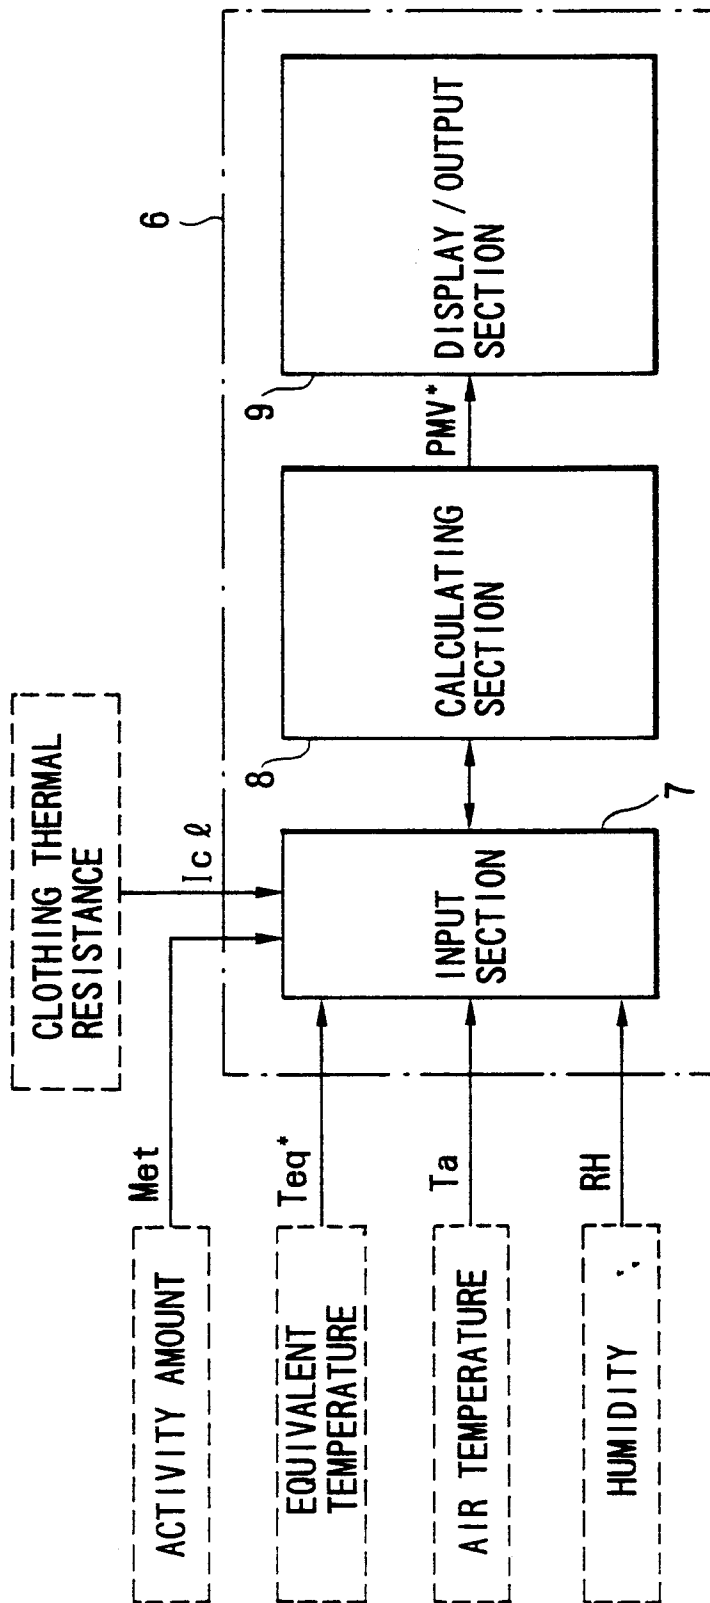 CLOTHING THERMAL
RESISTANCE
Icℓ
Met
ACTIVITY AMOUNT
Teq*
EQUIVALENT
TEMPERATURE
Ta
AIR TEMPERATURE
RH
HUMIDITY
INPUT
SECTION
7
8
CALCULATING
SECTION
PMV*
9
DISPLAY/OUTPUT
SECTION
6